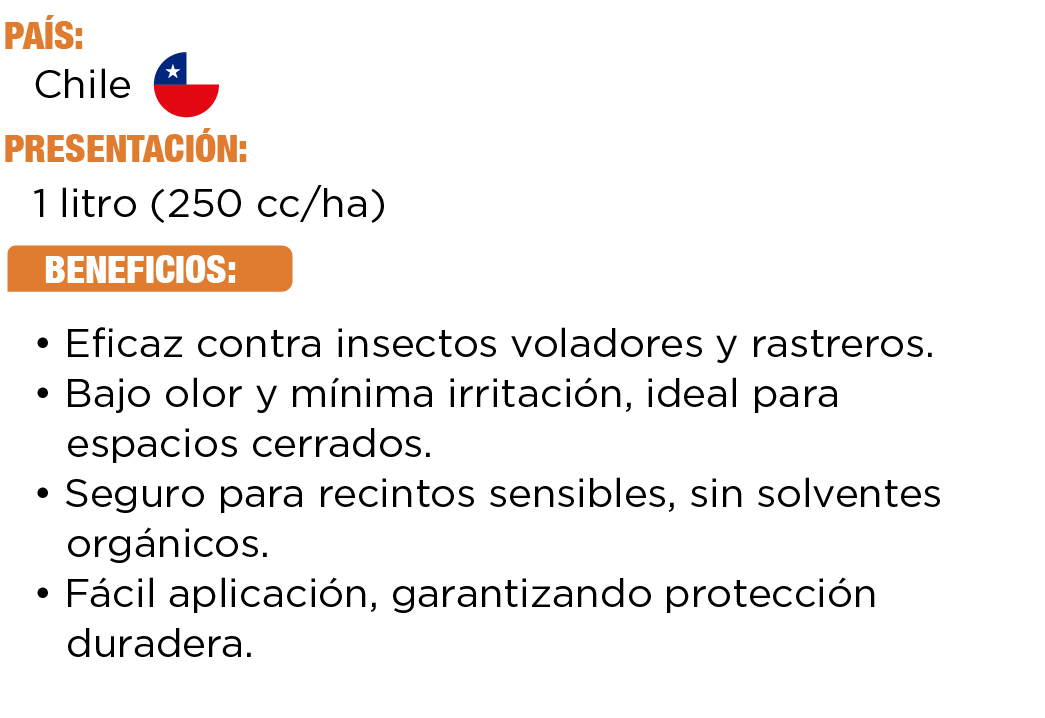 PAÍS:
Chile
PRESENTACIÓN:
1 litro (250 cc/ha)
BENEFICIOS:
• Eficaz contra insectos voladores y rastreros.
• Bajo olor y mínima irritación, ideal para
espacios cerrados.
• Seguro para recintos sensibles, sin solventes
orgánicos.
• Fácil aplicación, garantizando protección
duradera.